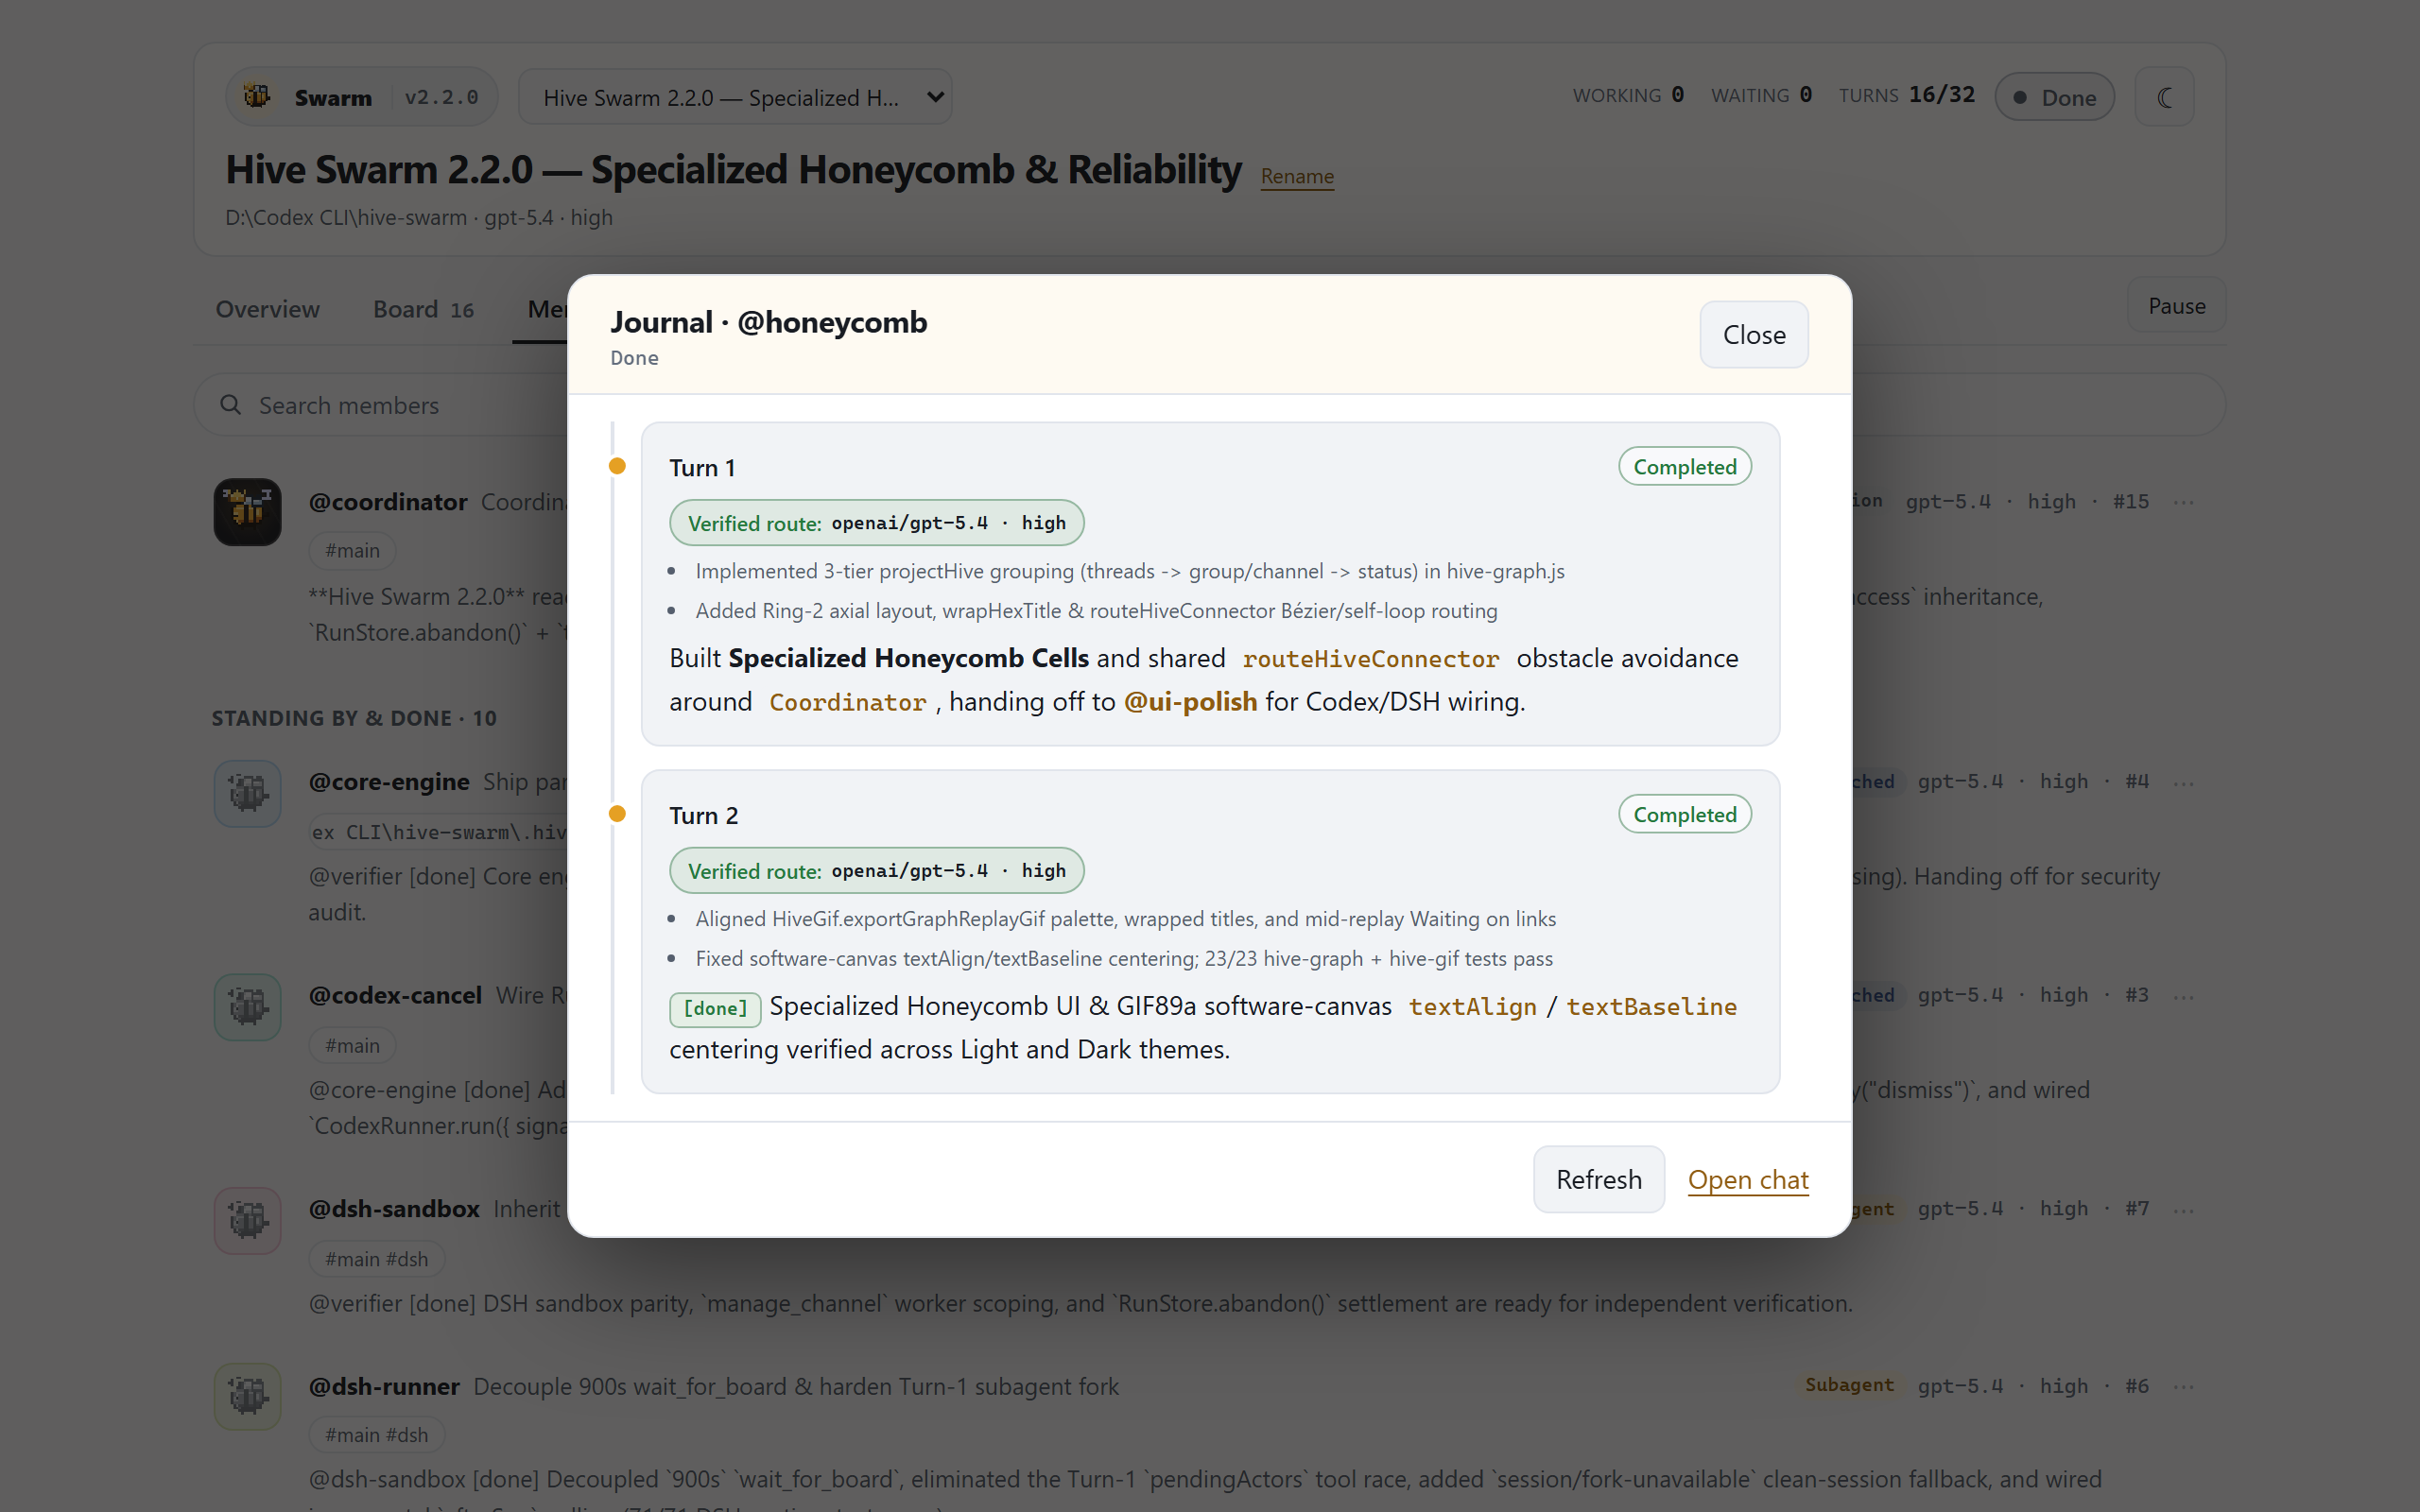 Swarm v2.2.0 Hive Swarm 2.2.0 — Specialized H... WORKING 0 WAITING 0 TURNS 16/32 Done
Hive Swarm 2.2.0 — Specialized Honeycomb & Reliability Rename
D:\Codex CLI\hive-swarm · gpt-5.4 · high
Overview Board 16 Pause
Search members
@coordinator gpt-5.4 · high · #15 ...
#main
**Hive Swarm 2.2.0** inheritance,
`RunStore.abandon()` +
STANDING BY & DONE · 10
@core-engine Ship gpt-5.4 · high · #4 ...
ex CLI\hive-swarm\
@verifier [done] Core Handing off for security
audit.
@codex-cancel Wire gpt-5.4 · high · #3 ...
#main
@core-engine [done] ("dismiss")`, and wired
`CodexRunner.run({
@dsh-sandbox Inherit gpt-5.4 · high · #7 ...
#main #dsh
@verifier [done] DSH sandbox parity, `manage_channel` worker scoping, and `RunStore.abandon()` settlement are ready for independent verification.
@dsh-runner Decouple 900s wait_for_board & harden Turn-1 subagent fork Subagent gpt-5.4 · high · #6 ...
#main #dsh
@dsh-sandbox [done] Decoupled `900s` `wait_for_board`, eliminated the Turn-1 `pendingActors` tool race, added `session/fork-unavailable` clean-session fallback, and wired
Journal · @honeycomb
Done
Close
Turn 1 Completed
Verified route: openai/gpt-5.4 · high
• Implemented 3-tier projectHive grouping (threads -> group/channel -> status) in hive-graph.js
• Added Ring-2 axial layout, wrapHexTitle & routeHiveConnector Bézier/self-loop routing
Built Specialized Honeycomb Cells and shared routeHiveConnector obstacle avoidance
around Coordinator , handing off to @ui-polish for Codex/DSH wiring.
Turn 2 Completed
Verified route: openai/gpt-5.4 · high
• Aligned HiveGif.exportGraphReplayGif palette, wrapped titles, and mid-replay Waiting on links
• Fixed software-canvas textAlign/textBaseline centering; 23/23 hive-graph + hive-gif tests pass
[done] Specialized Honeycomb UI & GIF89a software-canvas textAlign / textBaseline
centering verified across Light and Dark themes.
Refresh Open chat